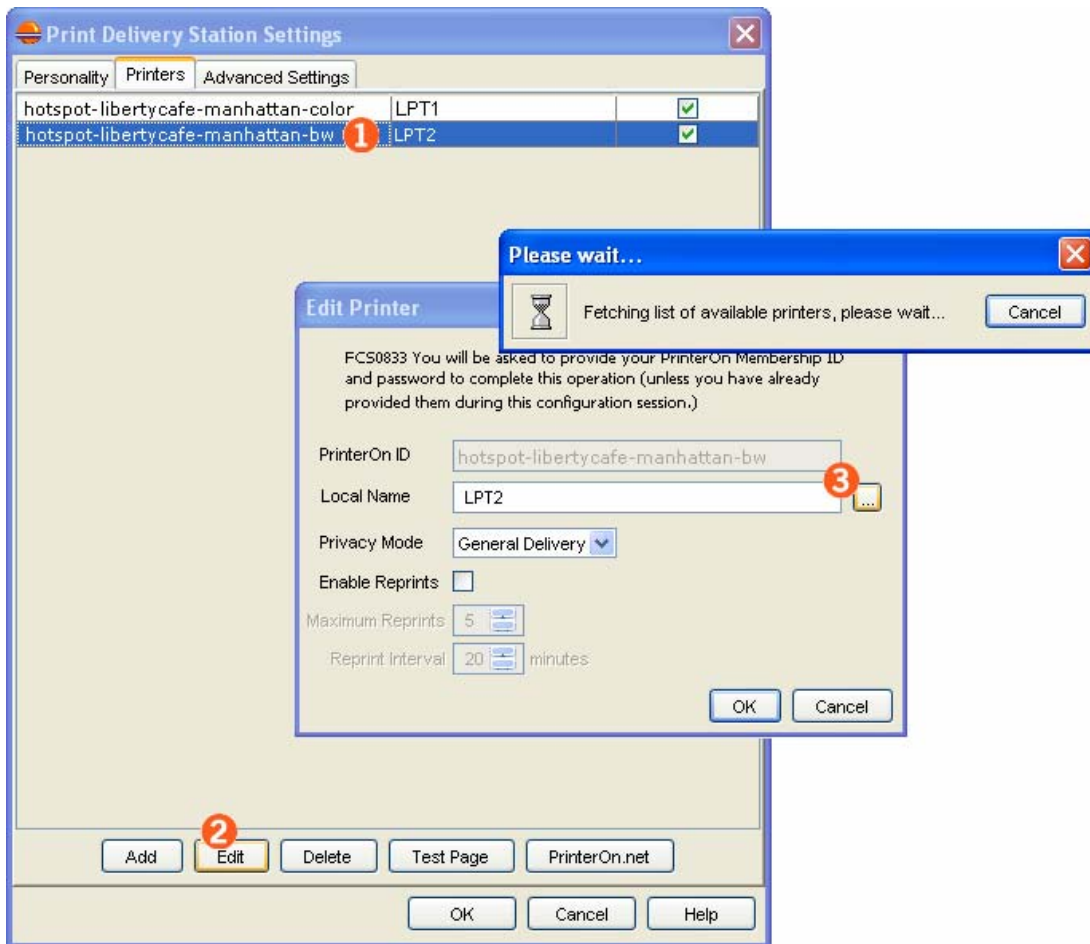 Print Delivery Station Settings
Personality Printers Advanced Settings
hotspot-libertycafe-manhattan-color LPT1
hotspot-libertycafe-manhattan-bw 1 LPT2
Please wait...
Fetching list of available printers, please wait... Cancel
Edit Printer
FCS0833 You will be asked to provide your PrinterOn Membership ID
and password to complete this operation (unless you have already
provided them during this configuration session.)
PrinterOn ID hotspot-libertycafe-manhattan-bw
3
Local Name LPT2 ...
Privacy Mode General Delivery
Enable Reprints
Maximum Reprints 5
Reprint Interval 20 minutes
OK Cancel
2
Add Edit Delete Test Page PrinterOn.net
OK Cancel Help